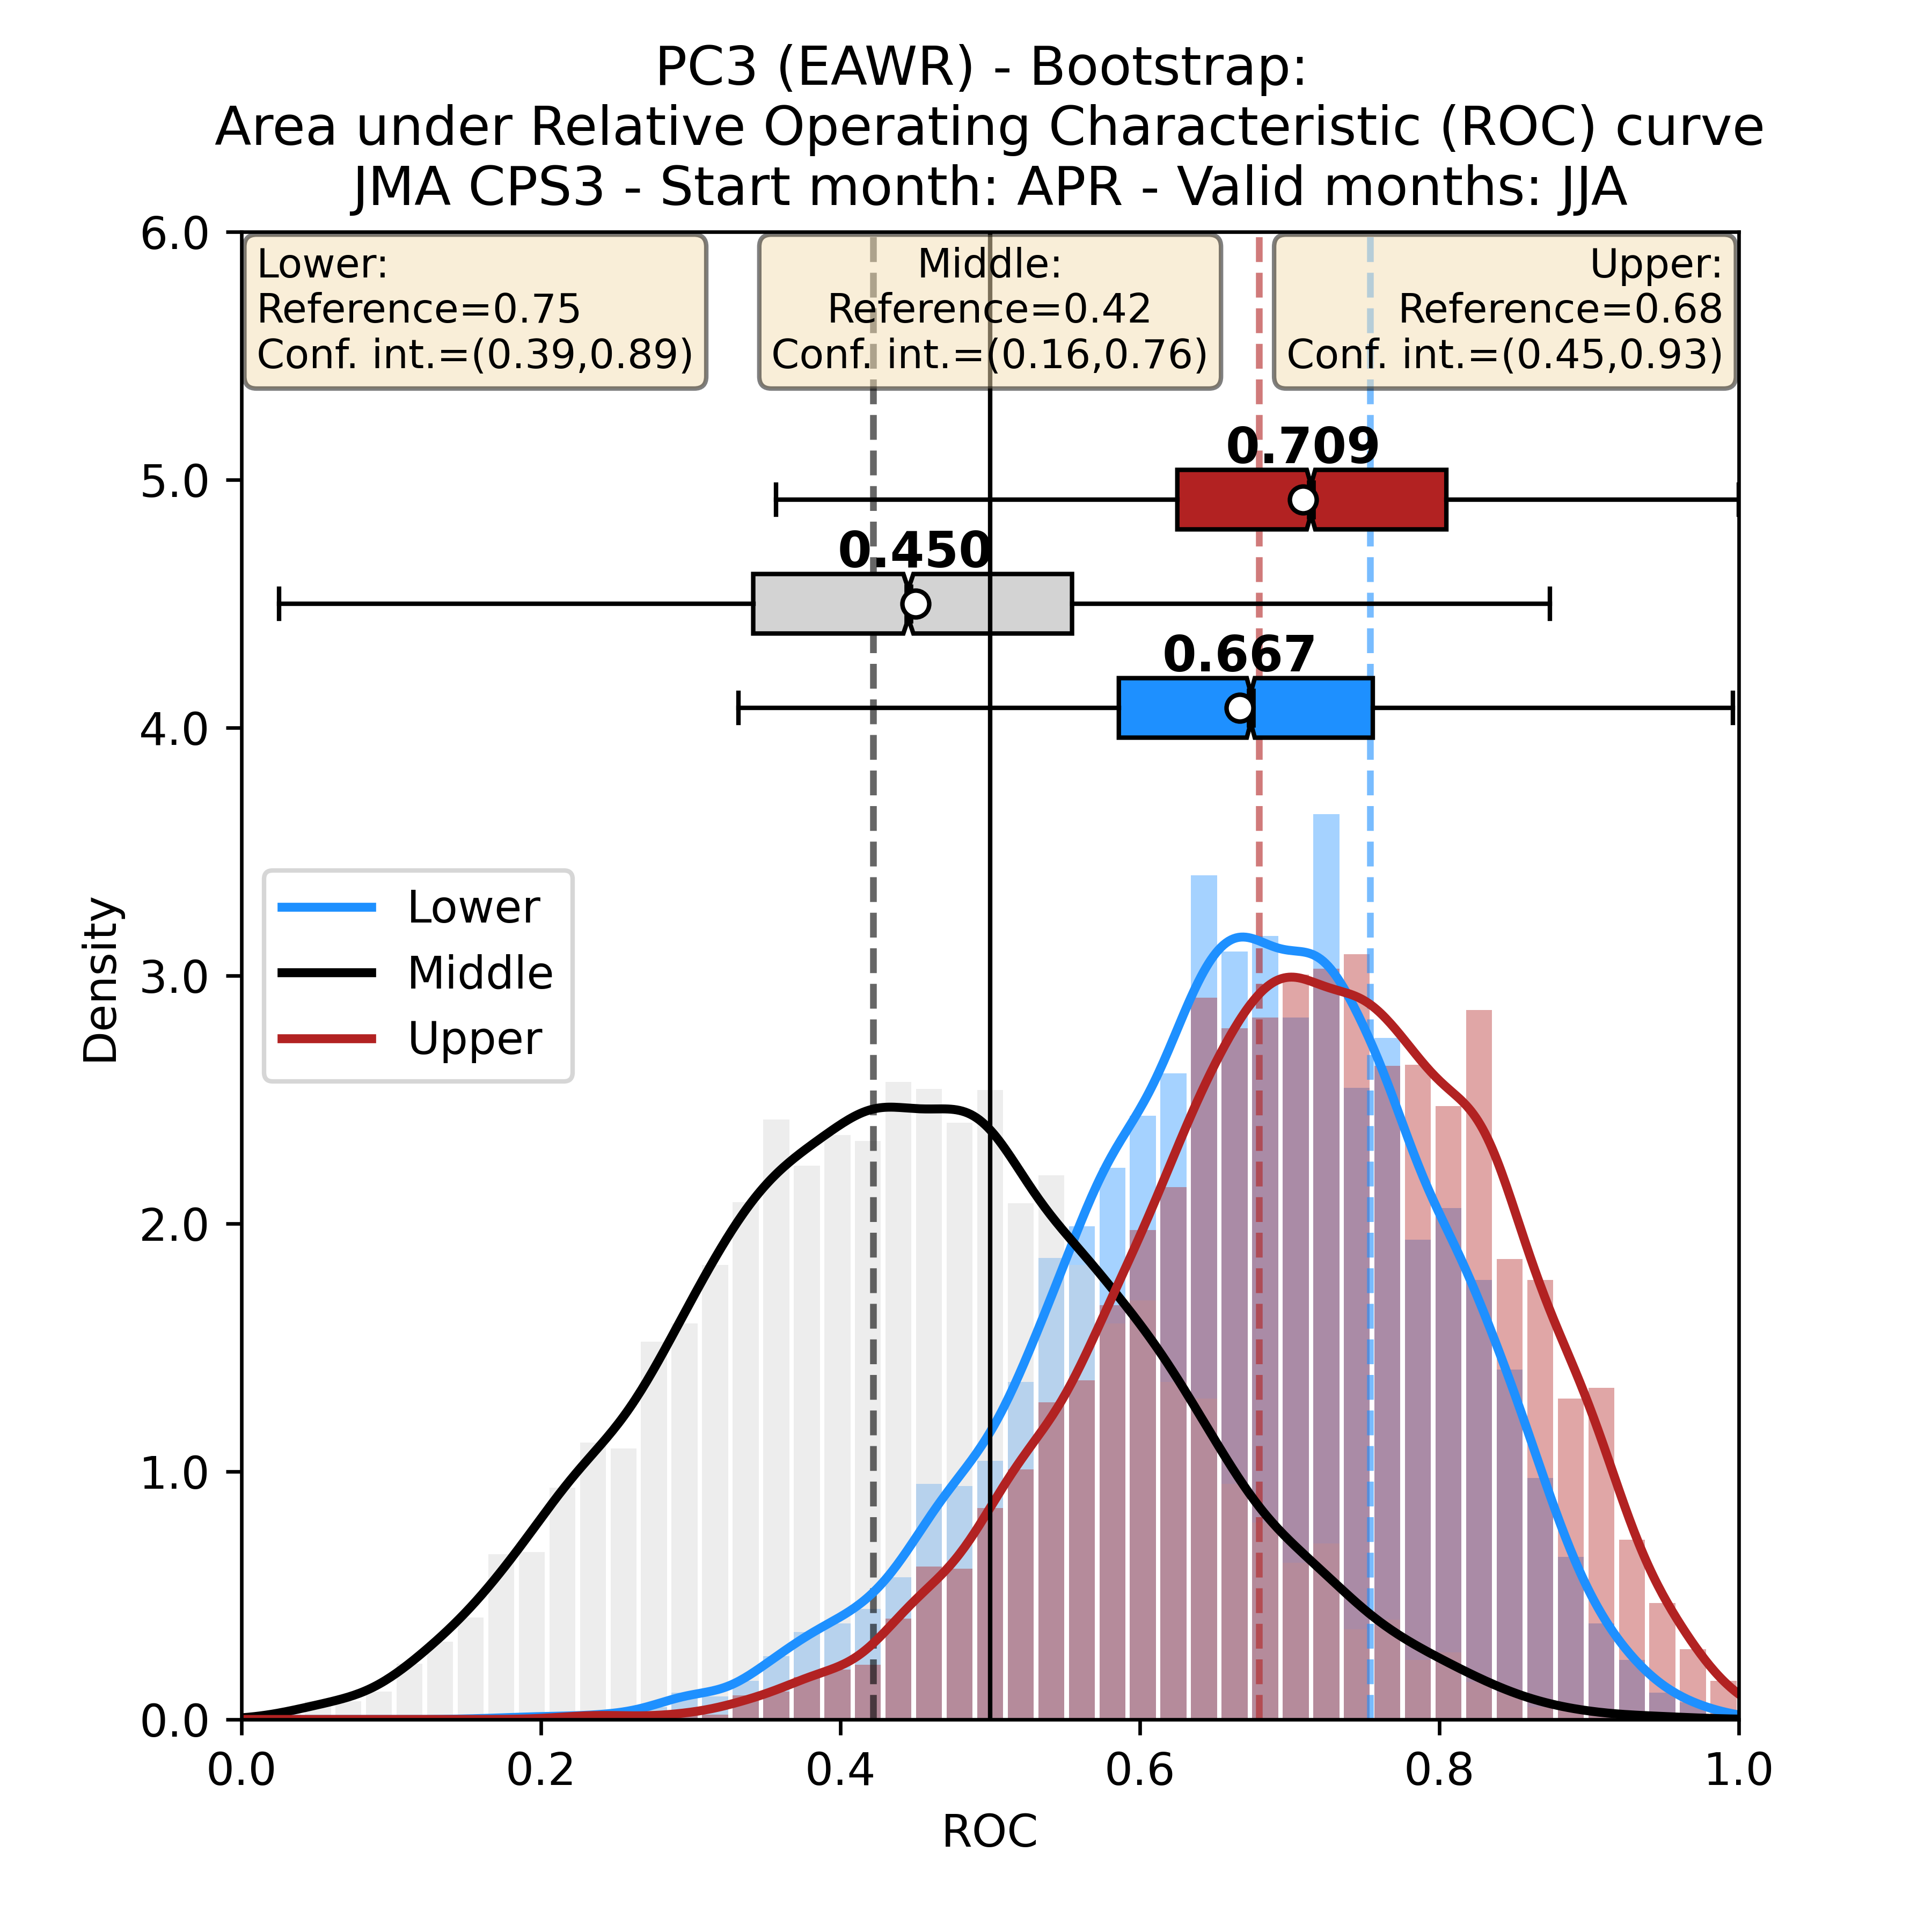 PC3 (EAWR) - Bootstrap:
Area under Relative Operating Characteristic (ROC) curve
JMA CPS3 - Start month: APR - Valid months: JJA
6.0
5.0
4.0
3.0
2.0
1.0
0.0
Density
Lower:
Reference=0.75
Conf. int.=(0.39,0.89)
Middle:
Reference=0.42
Conf. int.=(0.16,0.76)
Upper:
Reference=0.68
Conf. int.=(0.45,0.93)
0.709
0.450
0.667
Lower
Middle
Upper
0.0 0.2 0.4 0.6 0.8 1.0
ROC